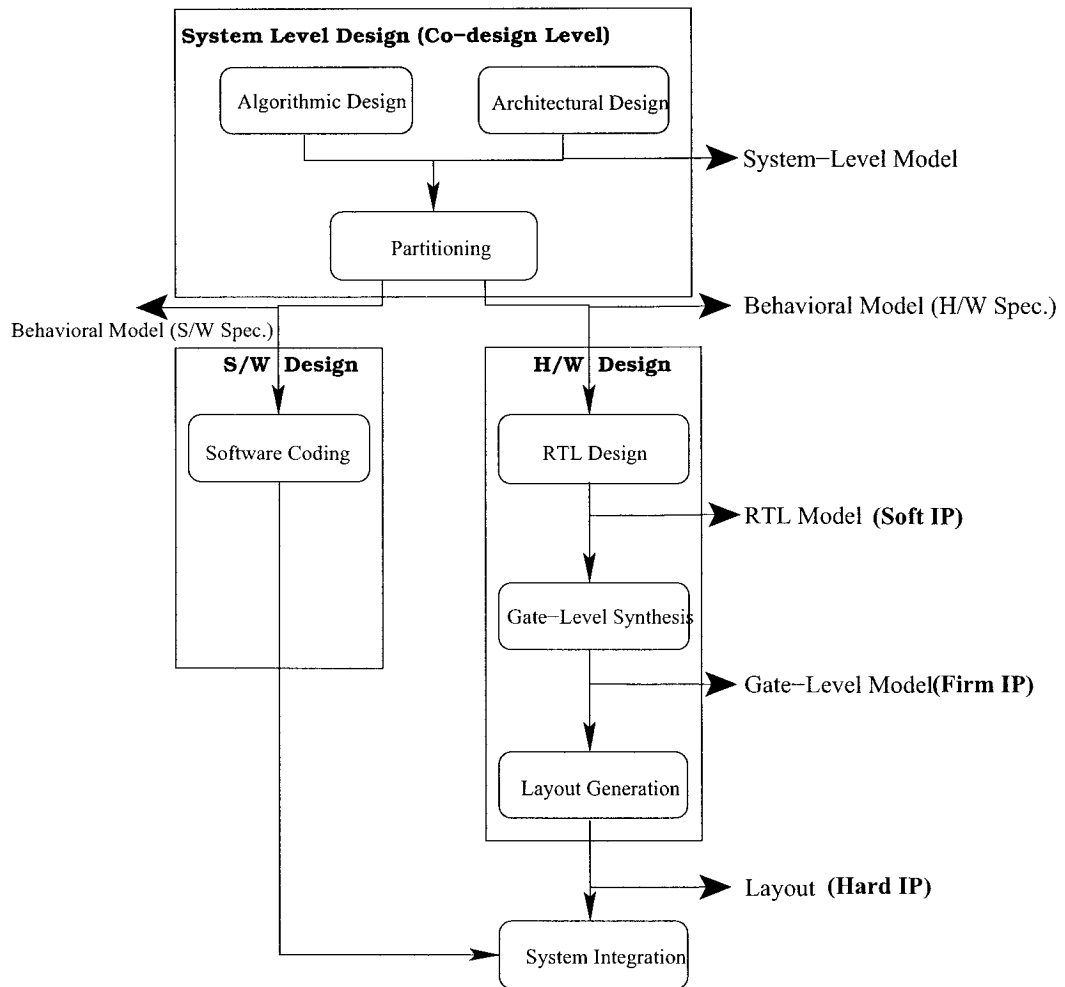 System Level Design (Co-design Level)
Algorithmic Design
Architectural Design
System-Level Model
Partitioning
Behavioral Model (H/W Spec.)
Behavioral Model (S/W Spec.)
S/W Design
H/W Design
Software Coding
RTL Design
RTL Model (Soft IP)
Gate-Level Synthesis
Gate-Level Model(Firm IP)
Layout Generation
Layout (Hard IP)
System Integration